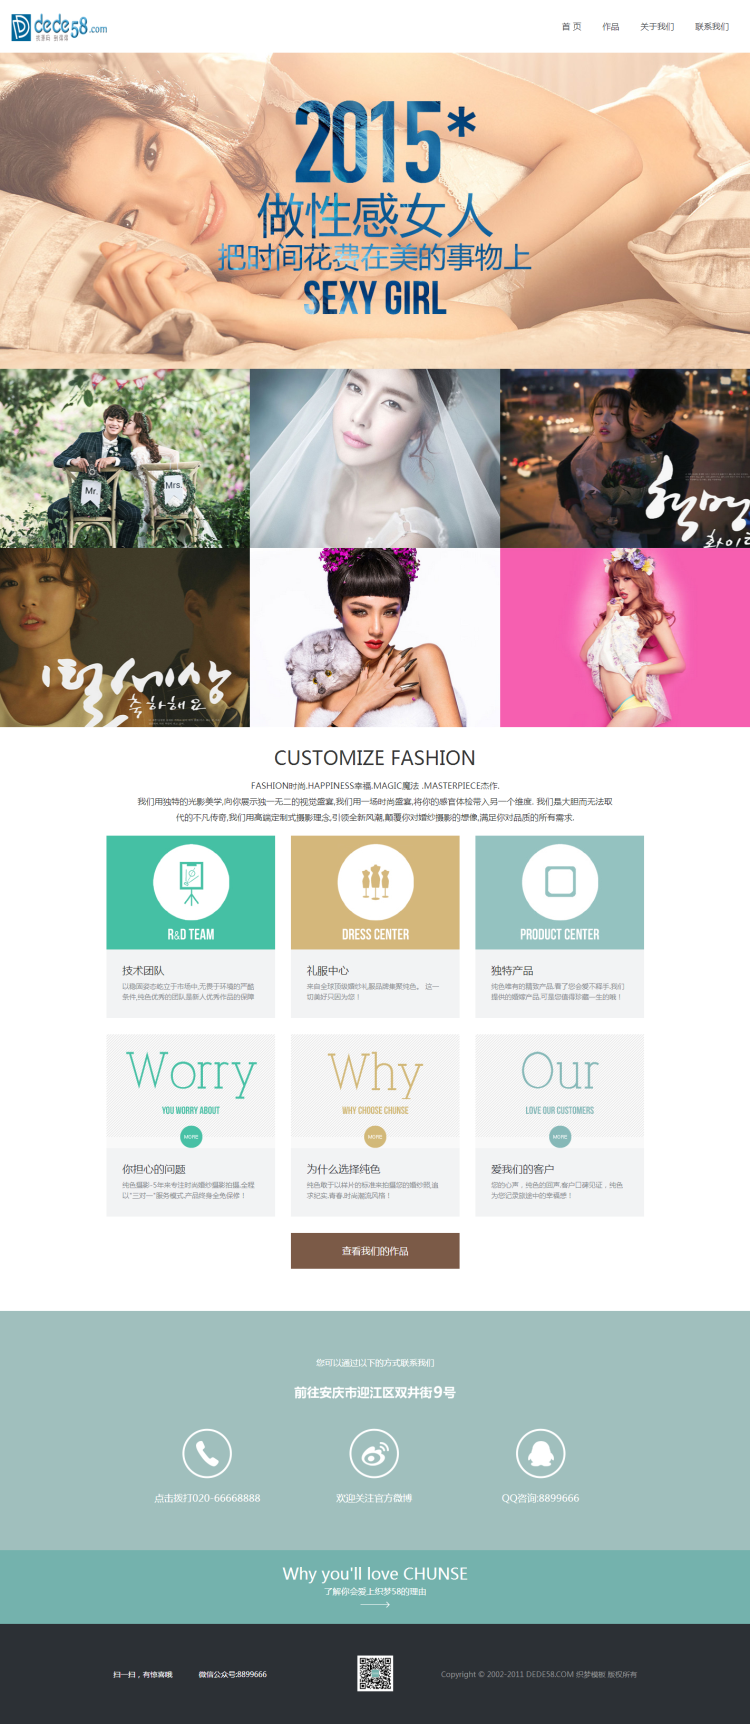 dede58.com
首 页
作品
关于我们
联系我们
2015*
做性感女人
把时间花费在美的事物上
SEXY GIRL
Mr.
Mrs.
CUSTOMIZE FASHION
FASHION时尚.HAPPINESS幸福.MAGIC魔法 .MASTERPIECE杰作.
我们用独特的光影美学,向你展示独一无二的视觉盛宴,我们用一场时尚盛宴,将你的感官体检带入另一个维度. 我们是大胆而无法取
代的不凡传奇,我们用高端定制式摄影理念,引领全新风潮,颠覆你对婚纱摄影的想像,满足你对品质的所有需求.
R&D TEAM
DRESS CENTER
PRODUCT CENTER
技术团队
以稳固姿态屹立于市场中,无畏于环境的严酷
条件,纯色优秀的团队是新人优秀作品的保障
礼服中心
来自全球顶级婚纱礼服品牌集聚纯色。 这一
切美好只因为您！
独特产品
纯色唯有的精致产品,看了您会爱不释手,我们
提供的婚嫁产品,可是您值得珍藏一生的哦！
Worry
YOU WORRY ABOUT
MORE
Why
WHY CHOOSE CHUNSE
MORE
Our
LOVE OUR CUSTOMERS
MORE
你担心的问题
纯色摄影-5年来专注时尚婚纱摄影拍摄,全程
以"三对一"服务模式,产品终身全免保修！
为什么选择纯色
纯色敢于以样片的标准来拍摄您的婚纱照,追
求纪实,青春,时尚潮流风格！
爱我们的客户
您的心声，纯色的回声,客户口碑见证，纯色
为您记录旅途中的幸福感！
查看我们的作品
您可以通过以下的方式联系我们
前往安庆市迎江区双井街9号
点击拨打020-66668888
欢迎关注官方微博
QQ咨询:8899666
Why you'll love CHUNSE
了解你会爱上织梦58的理由
扫一扫，有惊喜哦
微信公众号:8899666
Copyright © 2002-2011 DEDE58.COM 织梦模板 版权所有